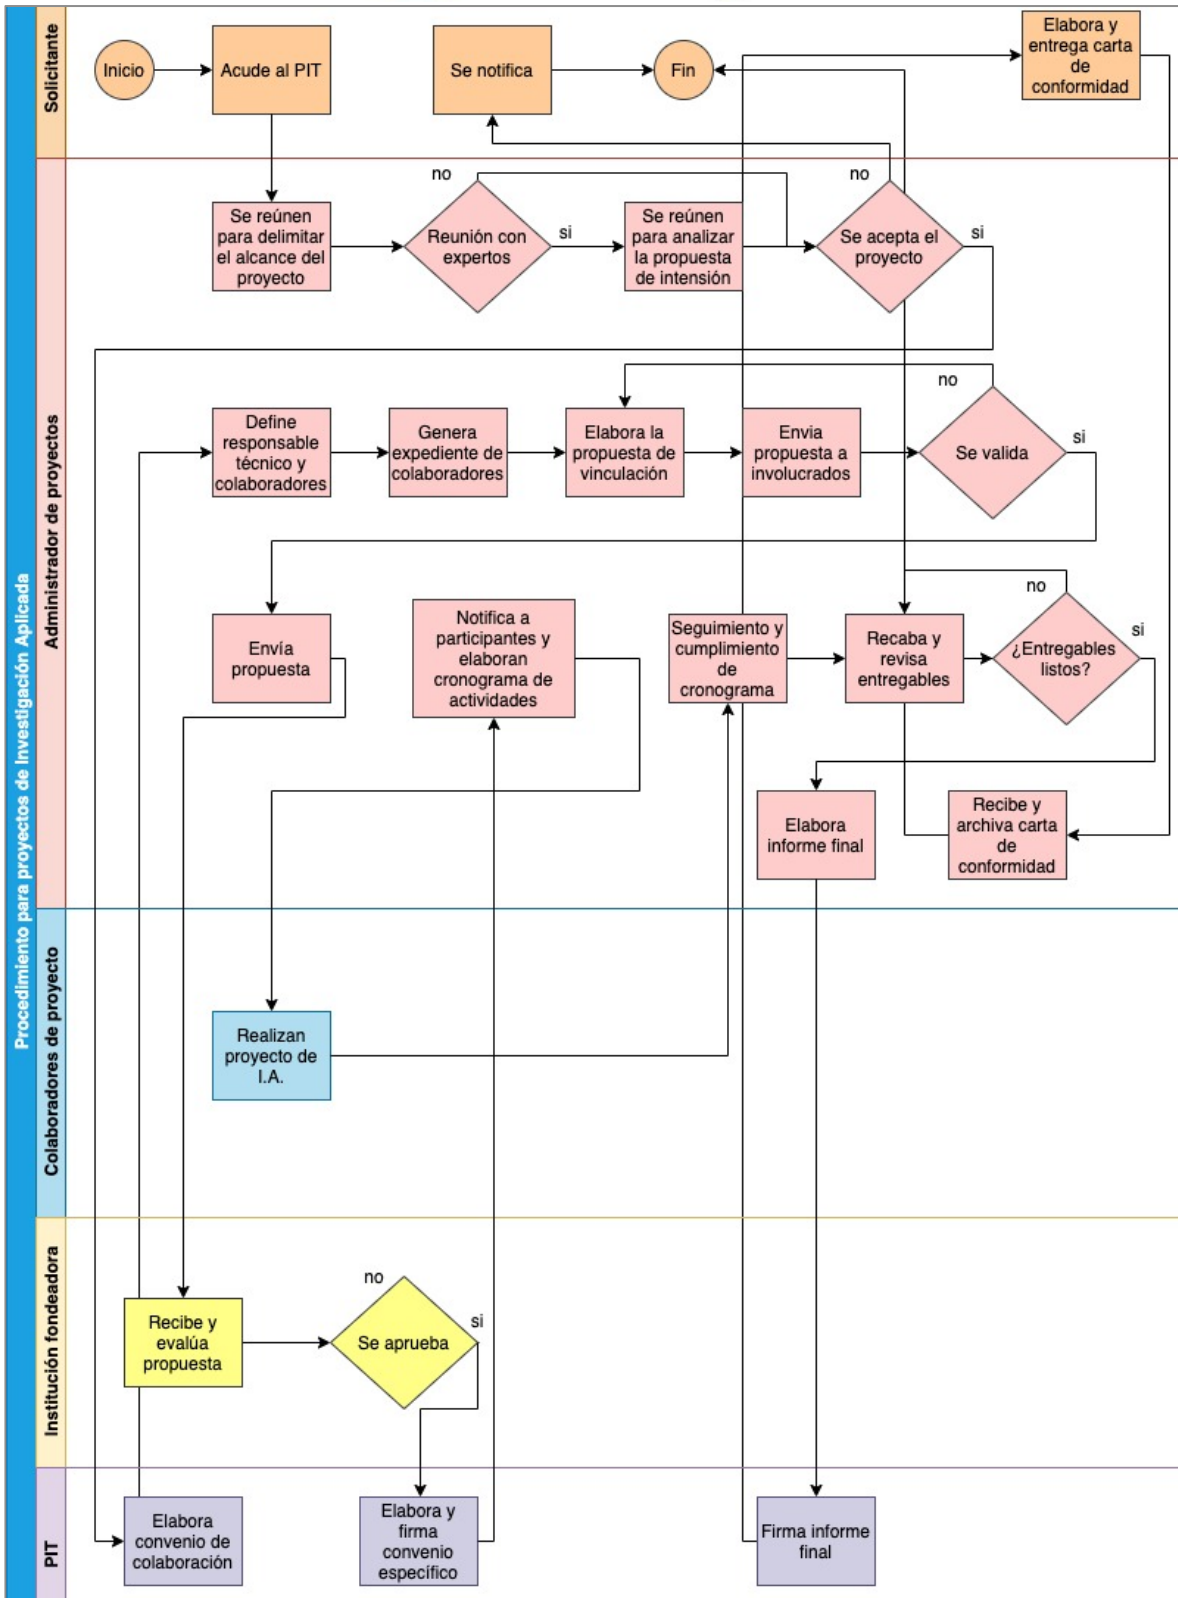 Procedimiento para proyectos de Investigación Aplicada
Solicitante
Inicio
Acude al PIT
Se notifica
Fin
Elabora y
entrega carta
de
conformidad
Administrador de proyectos
Se reúnen
para delimitar
el alcance del
proyecto
no
Reunión con
expertos
si
Se reúnen
para analizar
la propuesta
de intensión
no
Se acepta el
proyecto
si
Define
responsable
técnico y
colaboradores
Genera
expediente de
colaboradores
Elabora la
propuesta de
vinculación
Envia
propuesta a
involucrados
no
Se valida
si
Envía
propuesta
Notifica a
participantes y
elaboran
cronograma de
actividades
Seguimiento y
cumplimiento
de
cronograma
Recaba y
revisa
entregables
no
¿Entregables
listos?
si
Elabora
informe final
Recibe y
archiva carta
de
conformidad
Colaboradores de proyecto
Realizan
proyecto de
I.A.
Institución fondeadora
Recibe y
evalúa
propuesta
no
Se aprueba
si
PIT
Elabora
convenio de
colaboración
Elabora y
firma
convenio
específico
Firma informe
final